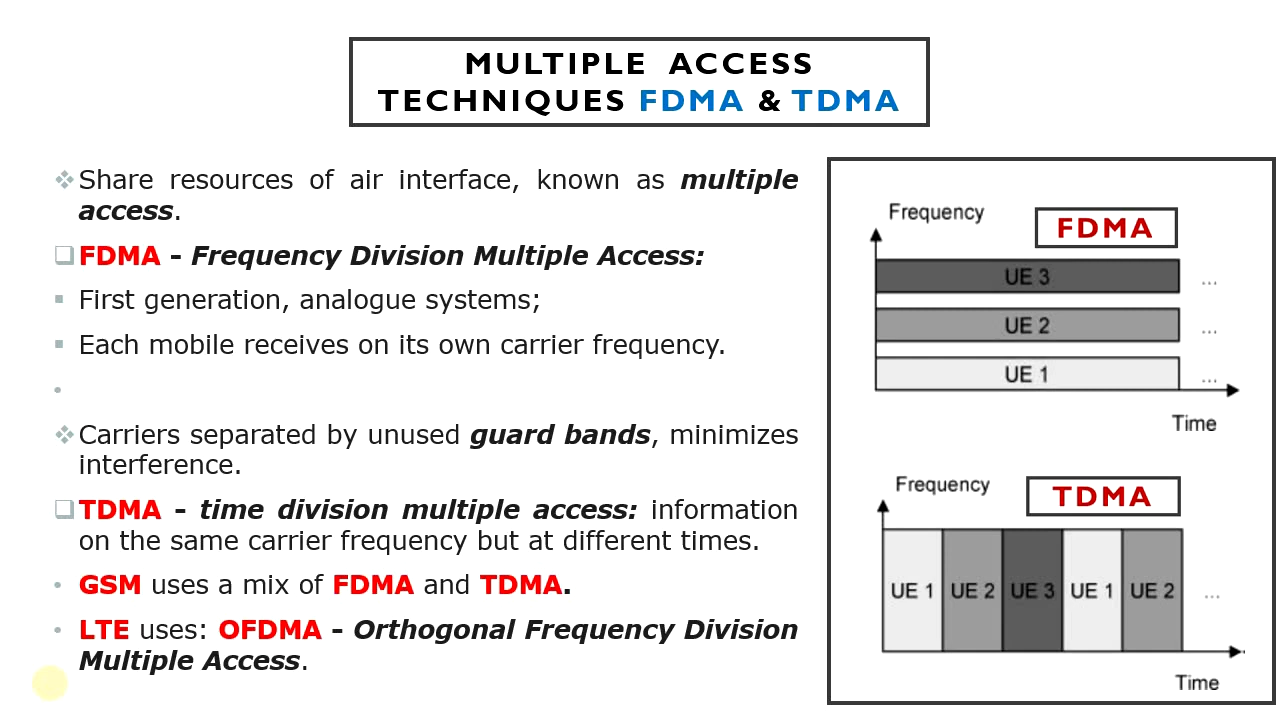 MULTIPLE ACCESS
TECHNIQUES FDMA & TDMA
Share resources of air interface, known as multiple
access.
FDMA - Frequency Division Multiple Access:
First generation, analogue systems;
Each mobile receives on its own carrier frequency.
Carriers separated by unused guard bands, minimizes
interference.
TDMA - time division multiple access: information
on the same carrier frequency but at different times.
GSM uses a mix of FDMA and TDMA.
LTE uses: OFDMA - Orthogonal Frequency Division
Multiple Access.
Frequency
FDMA
UE 3 ...
UE 2 ...
UE 1 ...
Time
Frequency
TDMA
UE 1 UE 2 UE 3 UE 1 UE 2 ...
Time